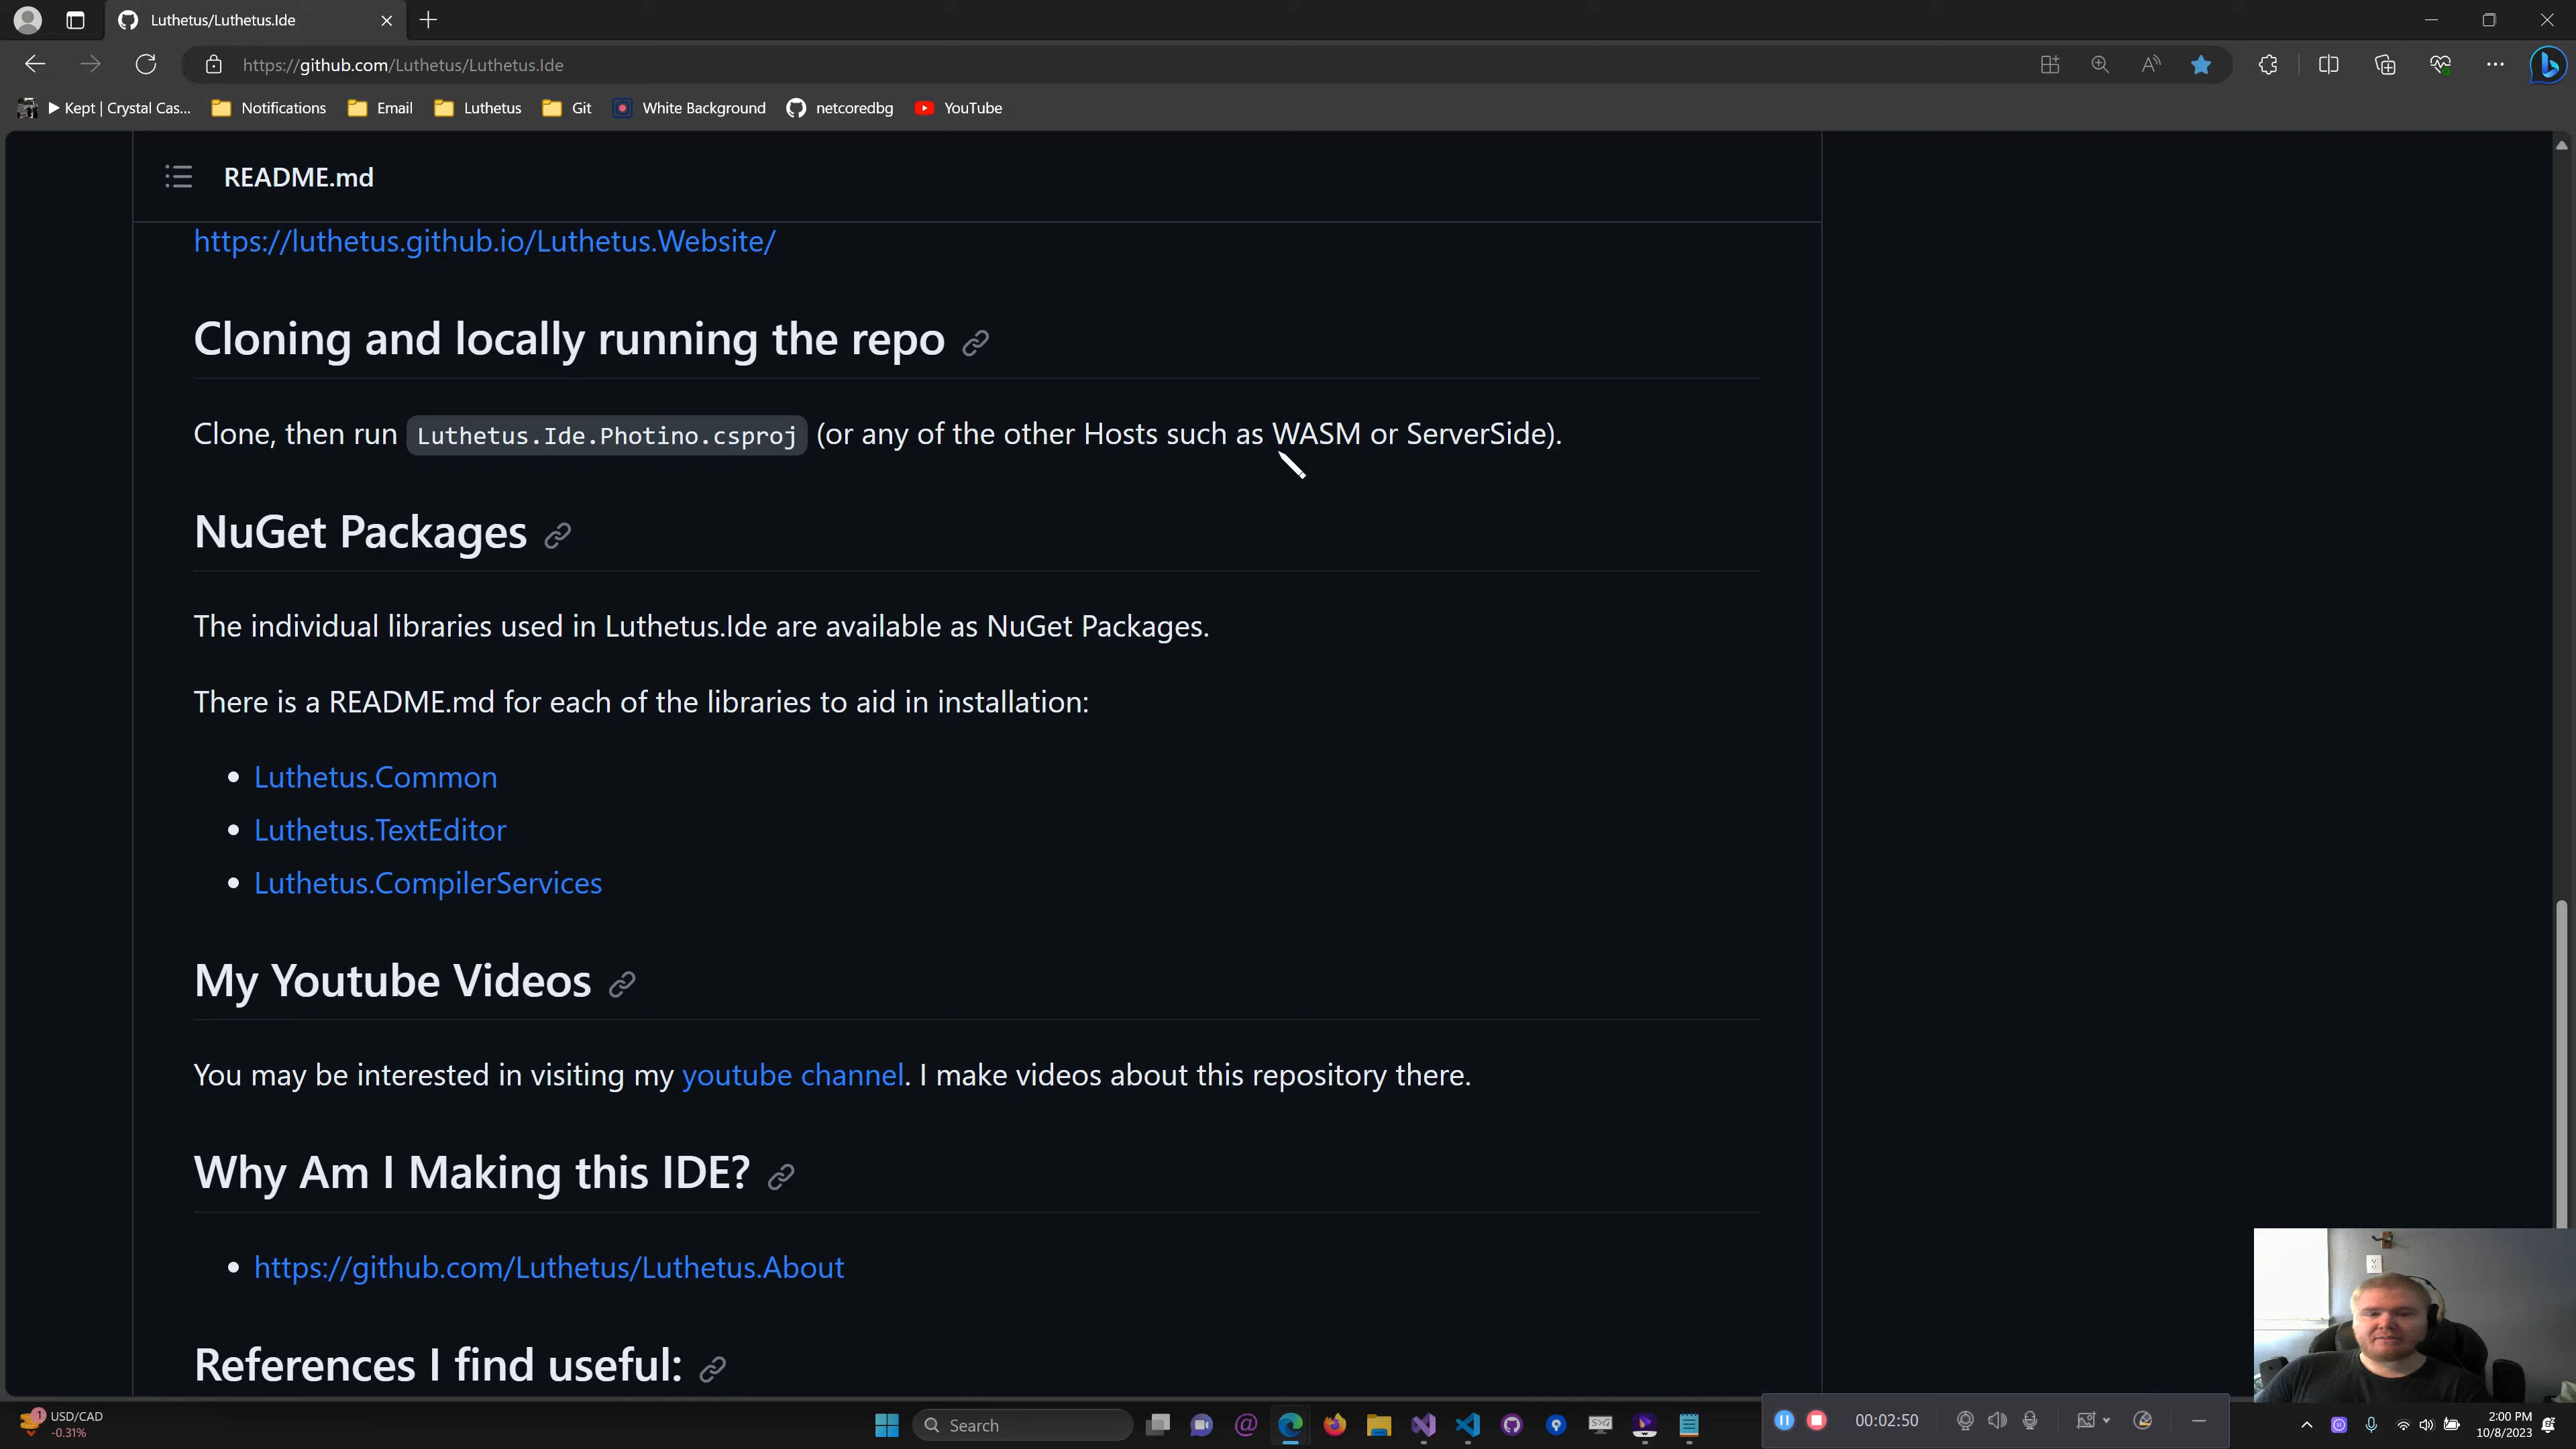 Luthetus/Luthetus.Ide
https://github.com/Luthetus/Luthetus.Ide
Kept | Crystal Cas... Notifications Email Luthetus Git White Background netcoredbg YouTube
README.md
https://luthetus.github.io/Luthetus.Website/
Cloning and locally running the repo
Clone, then run Luthetus.Ide.Photino.csproj (or any of the other Hosts such as WASM or ServerSide).
NuGet Packages
The individual libraries used in Luthetus.Ide are available as NuGet Packages.
There is a README.md for each of the libraries to aid in installation:
• Luthetus.Common
• Luthetus.TextEditor
• Luthetus.CompilerServices
My Youtube Videos
You may be interested in visiting my youtube channel. I make videos about this repository there.
Why Am I Making this IDE?
• https://github.com/Luthetus/Luthetus.About
References I find useful:
1 USD/CAD
-0.31%
Search
00:02:50
2:00 PM
10/8/2023